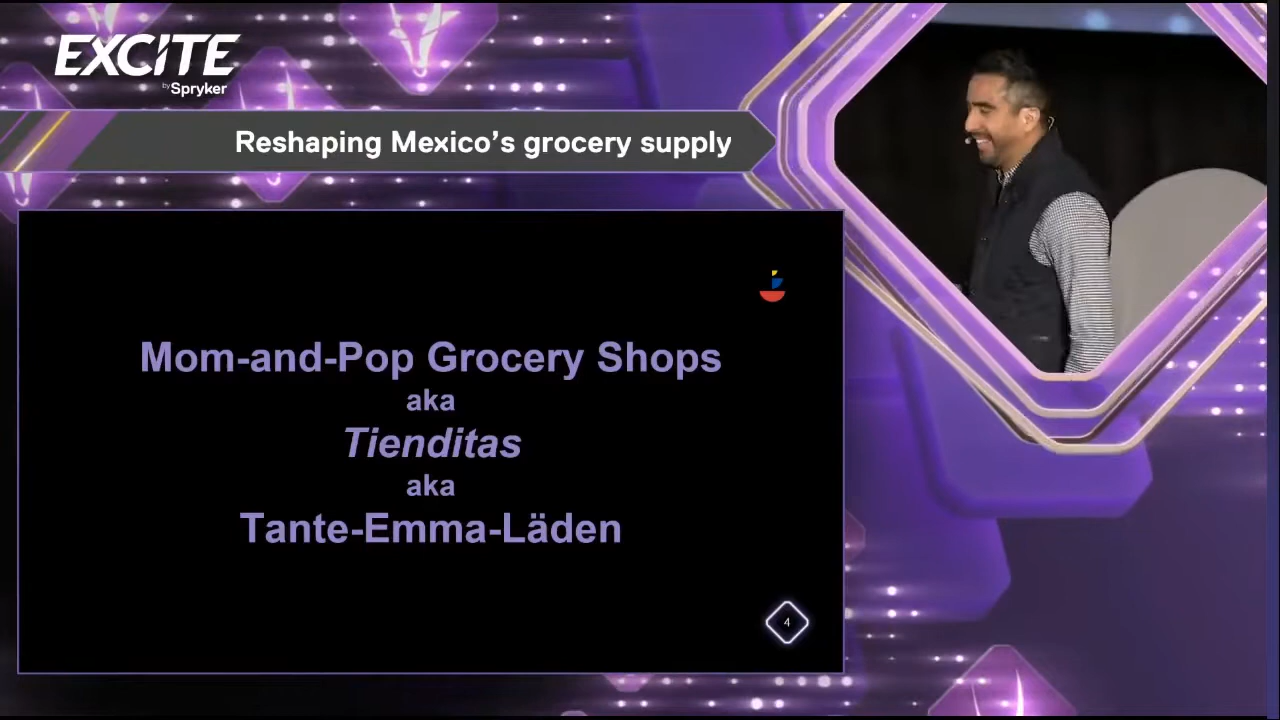 EXCITE
by Spryker
Reshaping Mexico's grocery supply
Mom-and-Pop Grocery Shops
aka
Tienditas
aka
Tante-Emma-Läden
4